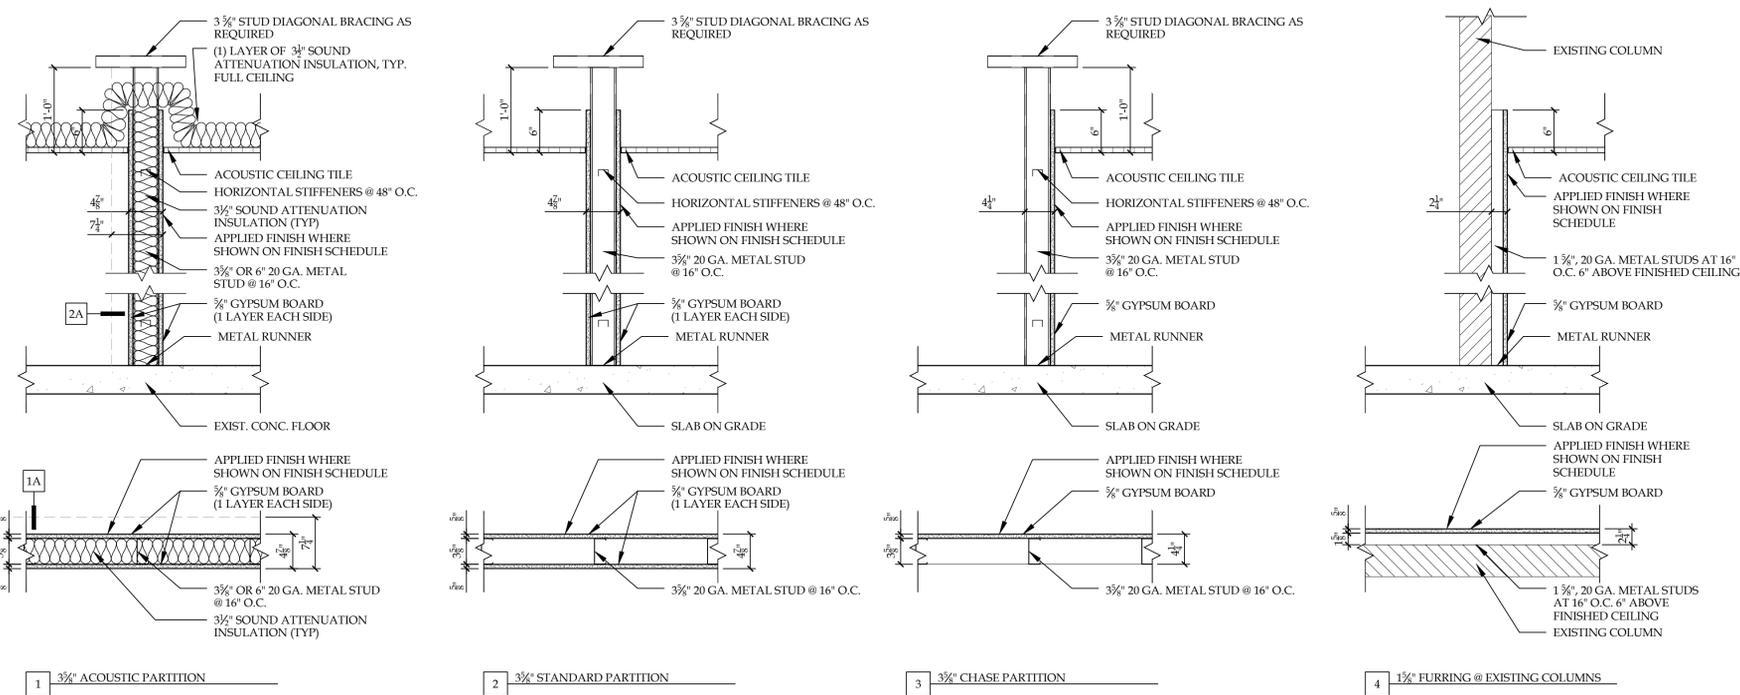 3 ⅝" STUD DIAGONAL BRACING AS
REQUIRED
(1) LAYER OF 3½" SOUND
ATTENUATION INSULATION, TYP.
FULL CEILING
1'-0"
6"
ACOUSTIC CEILING TILE
HORIZONTAL STIFFENERS @ 48" O.C.
4⅞"
3½" SOUND ATTENUATION
INSULATION (TYP)
7¼"
APPLIED FINISH WHERE
SHOWN ON FINISH SCHEDULE
3⅝" OR 6" 20 GA. METAL
STUD @ 16" O.C.
2A
⅝" GYPSUM BOARD
(1 LAYER EACH SIDE)
METAL RUNNER
EXIST. CONC. FLOOR
1A
APPLIED FINISH WHERE
SHOWN ON FINISH SCHEDULE
⅝" GYPSUM BOARD
(1 LAYER EACH SIDE)
4⅞"
7¼"
3⅝" OR 6" 20 GA. METAL STUD
@ 16" O.C.
3½" SOUND ATTENUATION
INSULATION (TYP)
1 3⅝" ACOUSTIC PARTITION
3 ⅝" STUD DIAGONAL BRACING AS
REQUIRED
1'-0"
6"
ACOUSTIC CEILING TILE
HORIZONTAL STIFFENERS @ 48" O.C.
4⅞"
APPLIED FINISH WHERE
SHOWN ON FINISH SCHEDULE
3⅝" 20 GA. METAL STUD
@ 16" O.C.
⅝" GYPSUM BOARD
(1 LAYER EACH SIDE)
METAL RUNNER
SLAB ON GRADE
APPLIED FINISH WHERE
SHOWN ON FINISH SCHEDULE
⅝" GYPSUM BOARD
(1 LAYER EACH SIDE)
⅝"
3⅝"
⅝"
4⅞"
3⅝" 20 GA. METAL STUD @ 16" O.C.
2 3⅝" STANDARD PARTITION
3 ⅝" STUD DIAGONAL BRACING AS
REQUIRED
1'-0"
6"
ACOUSTIC CEILING TILE
HORIZONTAL STIFFENERS @ 48" O.C.
4¼"
APPLIED FINISH WHERE
SHOWN ON FINISH SCHEDULE
3⅝" 20 GA. METAL STUD
@ 16" O.C.
⅝" GYPSUM BOARD
METAL RUNNER
SLAB ON GRADE
APPLIED FINISH WHERE
SHOWN ON FINISH SCHEDULE
⅝" GYPSUM BOARD
⅝"
3⅝"
4¼"
3⅝" 20 GA. METAL STUD @ 16" O.C.
3 3⅝" CHASE PARTITION
EXISTING COLUMN
6"
ACOUSTIC CEILING TILE
2¼"
APPLIED FINISH WHERE
SHOWN ON FINISH
SCHEDULE
1 ⅝", 20 GA. METAL STUDS AT 16"
O.C. 6" ABOVE FINISHED CEILING
⅝" GYPSUM BOARD
METAL RUNNER
SLAB ON GRADE
APPLIED FINISH WHERE
SHOWN ON FINISH
SCHEDULE
⅝" GYPSUM BOARD
⅝"
1⅝"
2¼"
1 ⅝", 20 GA. METAL STUDS
AT 16" O.C. 6" ABOVE
FINISHED CEILING
EXISTING COLUMN
4 1⅝" FURRING @ EXISTING COLUMNS